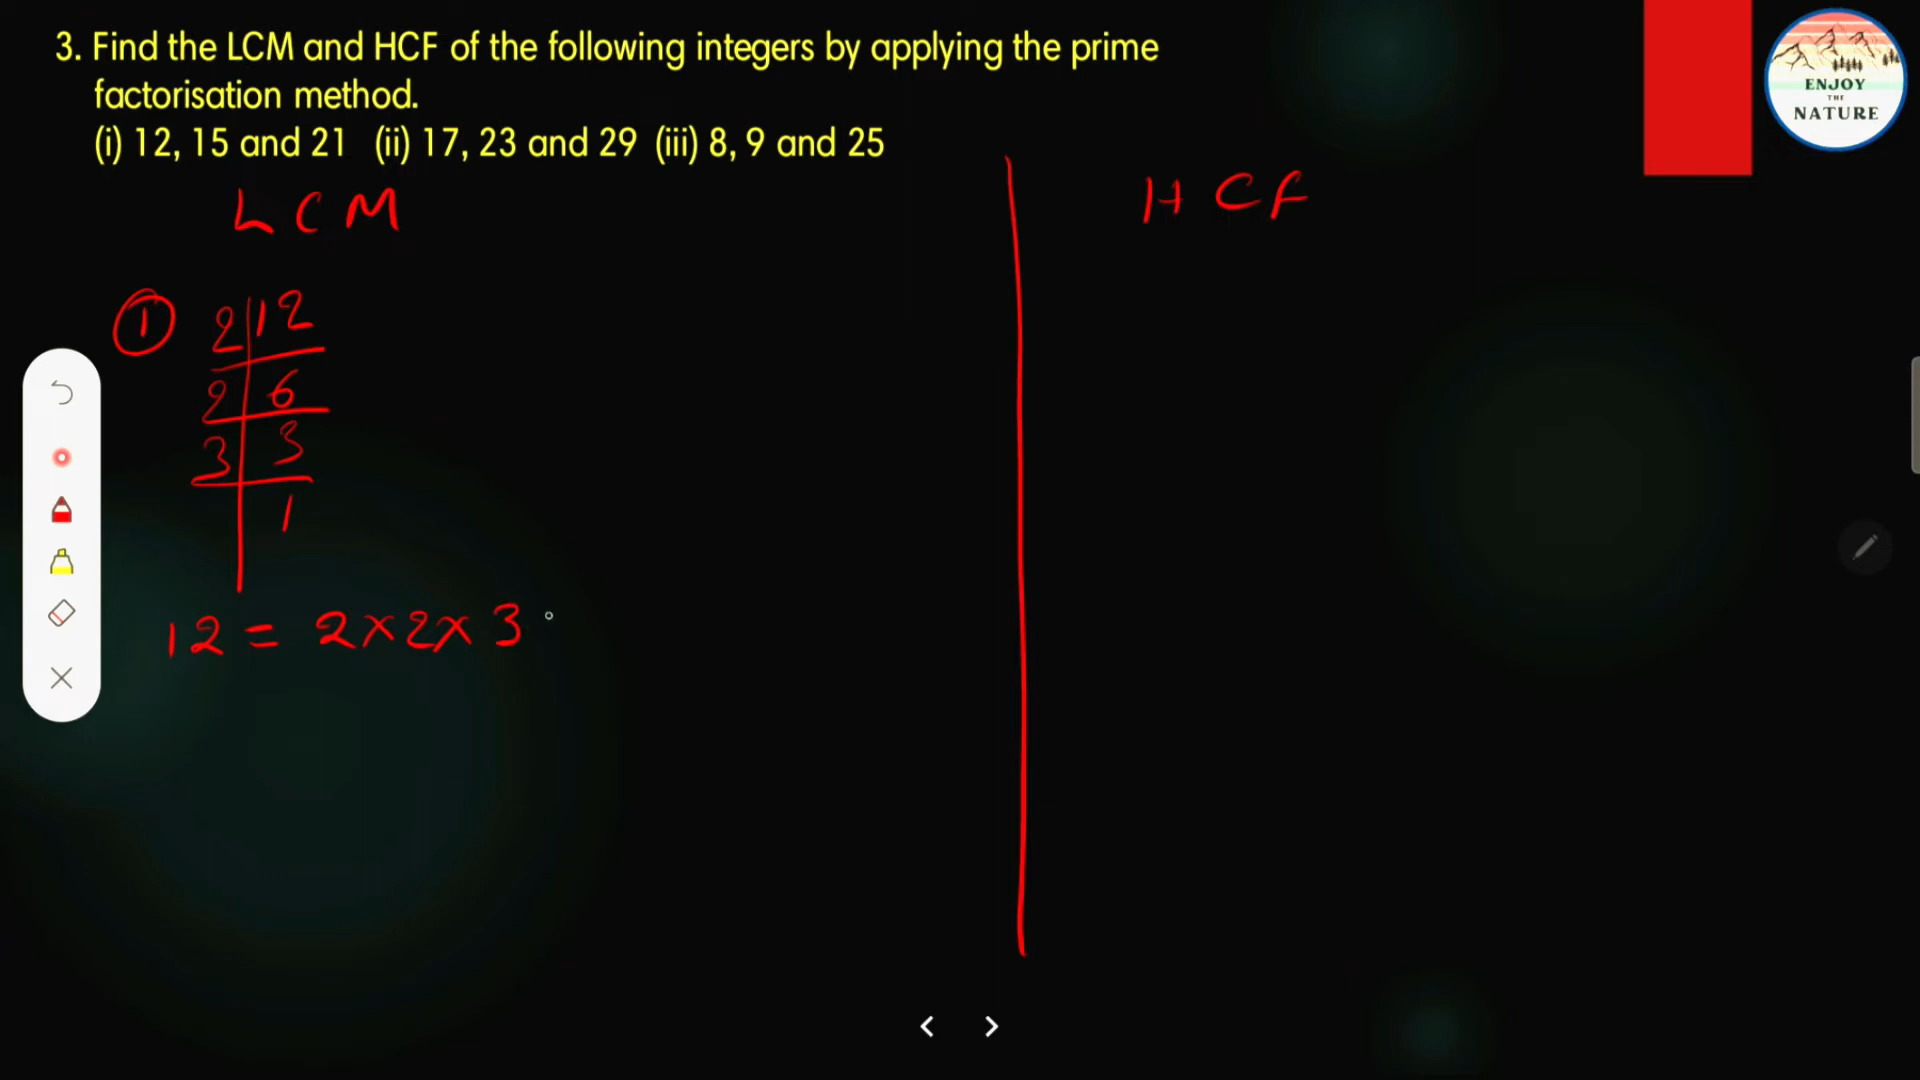 3. Find the LCM and HCF of the following integers by applying the prime
factorisation method.
(i) 12, 15 and 21 (ii) 17, 23 and 29 (iii) 8, 9 and 25
ENJOY
THE
NATURE
LCM
HCF
1
2 12
2 6
3 3
1
12 = 2 × 2 × 3